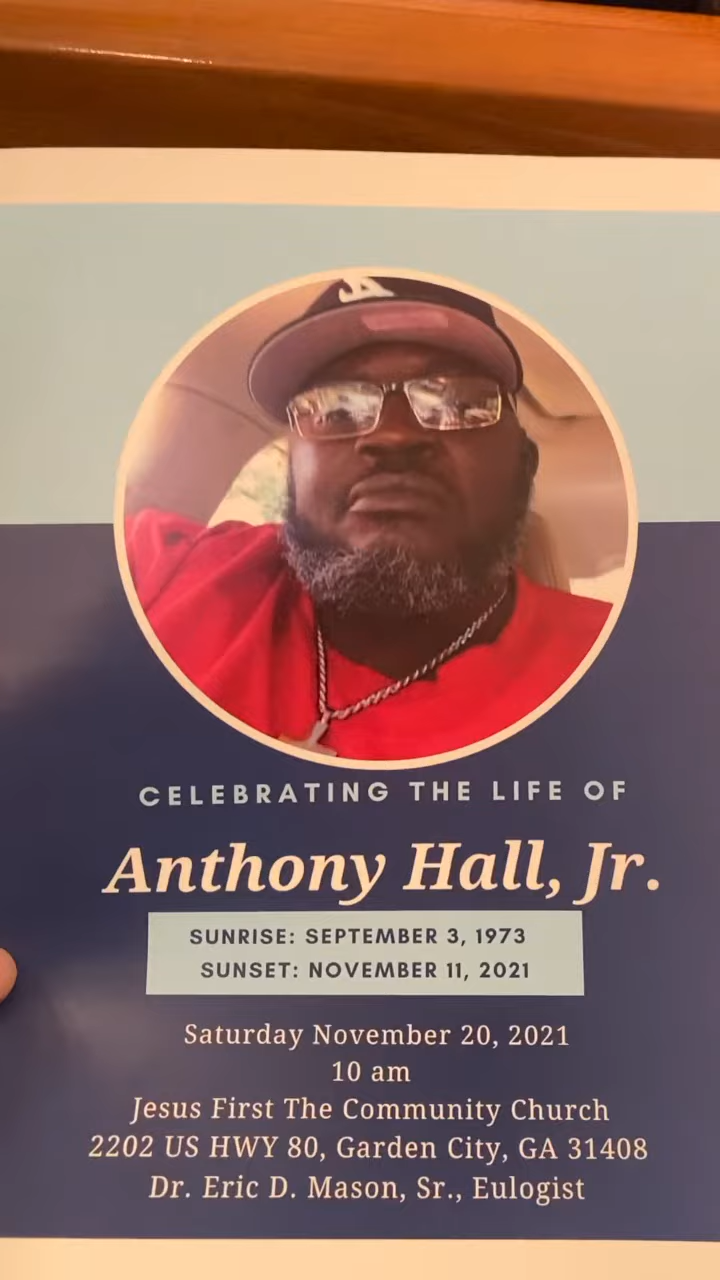 CELEBRATING THE LIFE OF
Anthony Hall, Jr.
SUNRISE: SEPTEMBER 3, 1973
SUNSET: NOVEMBER 11, 2021
Saturday November 20, 2021
10 am
Jesus First The Community Church
2202 US HWY 80, Garden City, GA 31408
Dr. Eric D. Mason, Sr., Eulogist